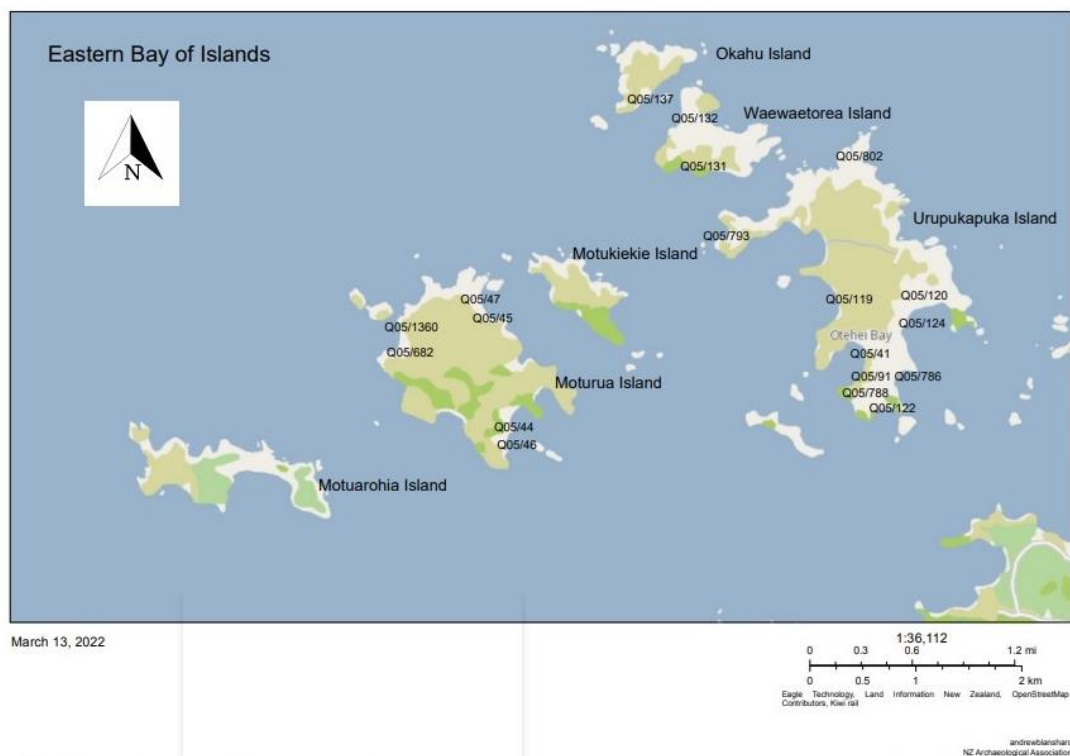 Eastern Bay of Islands
Okahu Island
Q05/137
Q05/132
Waewaetorea Island
Q05/802
Q05/131
Urupukapuka Island
Q05/793
Motukiekie Island
Q05/47
Q05/119
Q05/120
Q05/45
Q05/1360
Q05/124
Otehei Bay
Q05/682
Q05/41
Moturua Island
Q05/91
Q05/786
Q05/788
Q05/122
Q05/44
Q05/46
Motuarohia Island
N
March 13, 2022
1:36,112
0 0.3 0.6 1.2 mi
0 0.5 1 2 km
Eagle Technology, Land Information New Zealand, OpenStreetMap
Contributors, Kiwi rail
andrewblanshard
NZ Archaeological Association